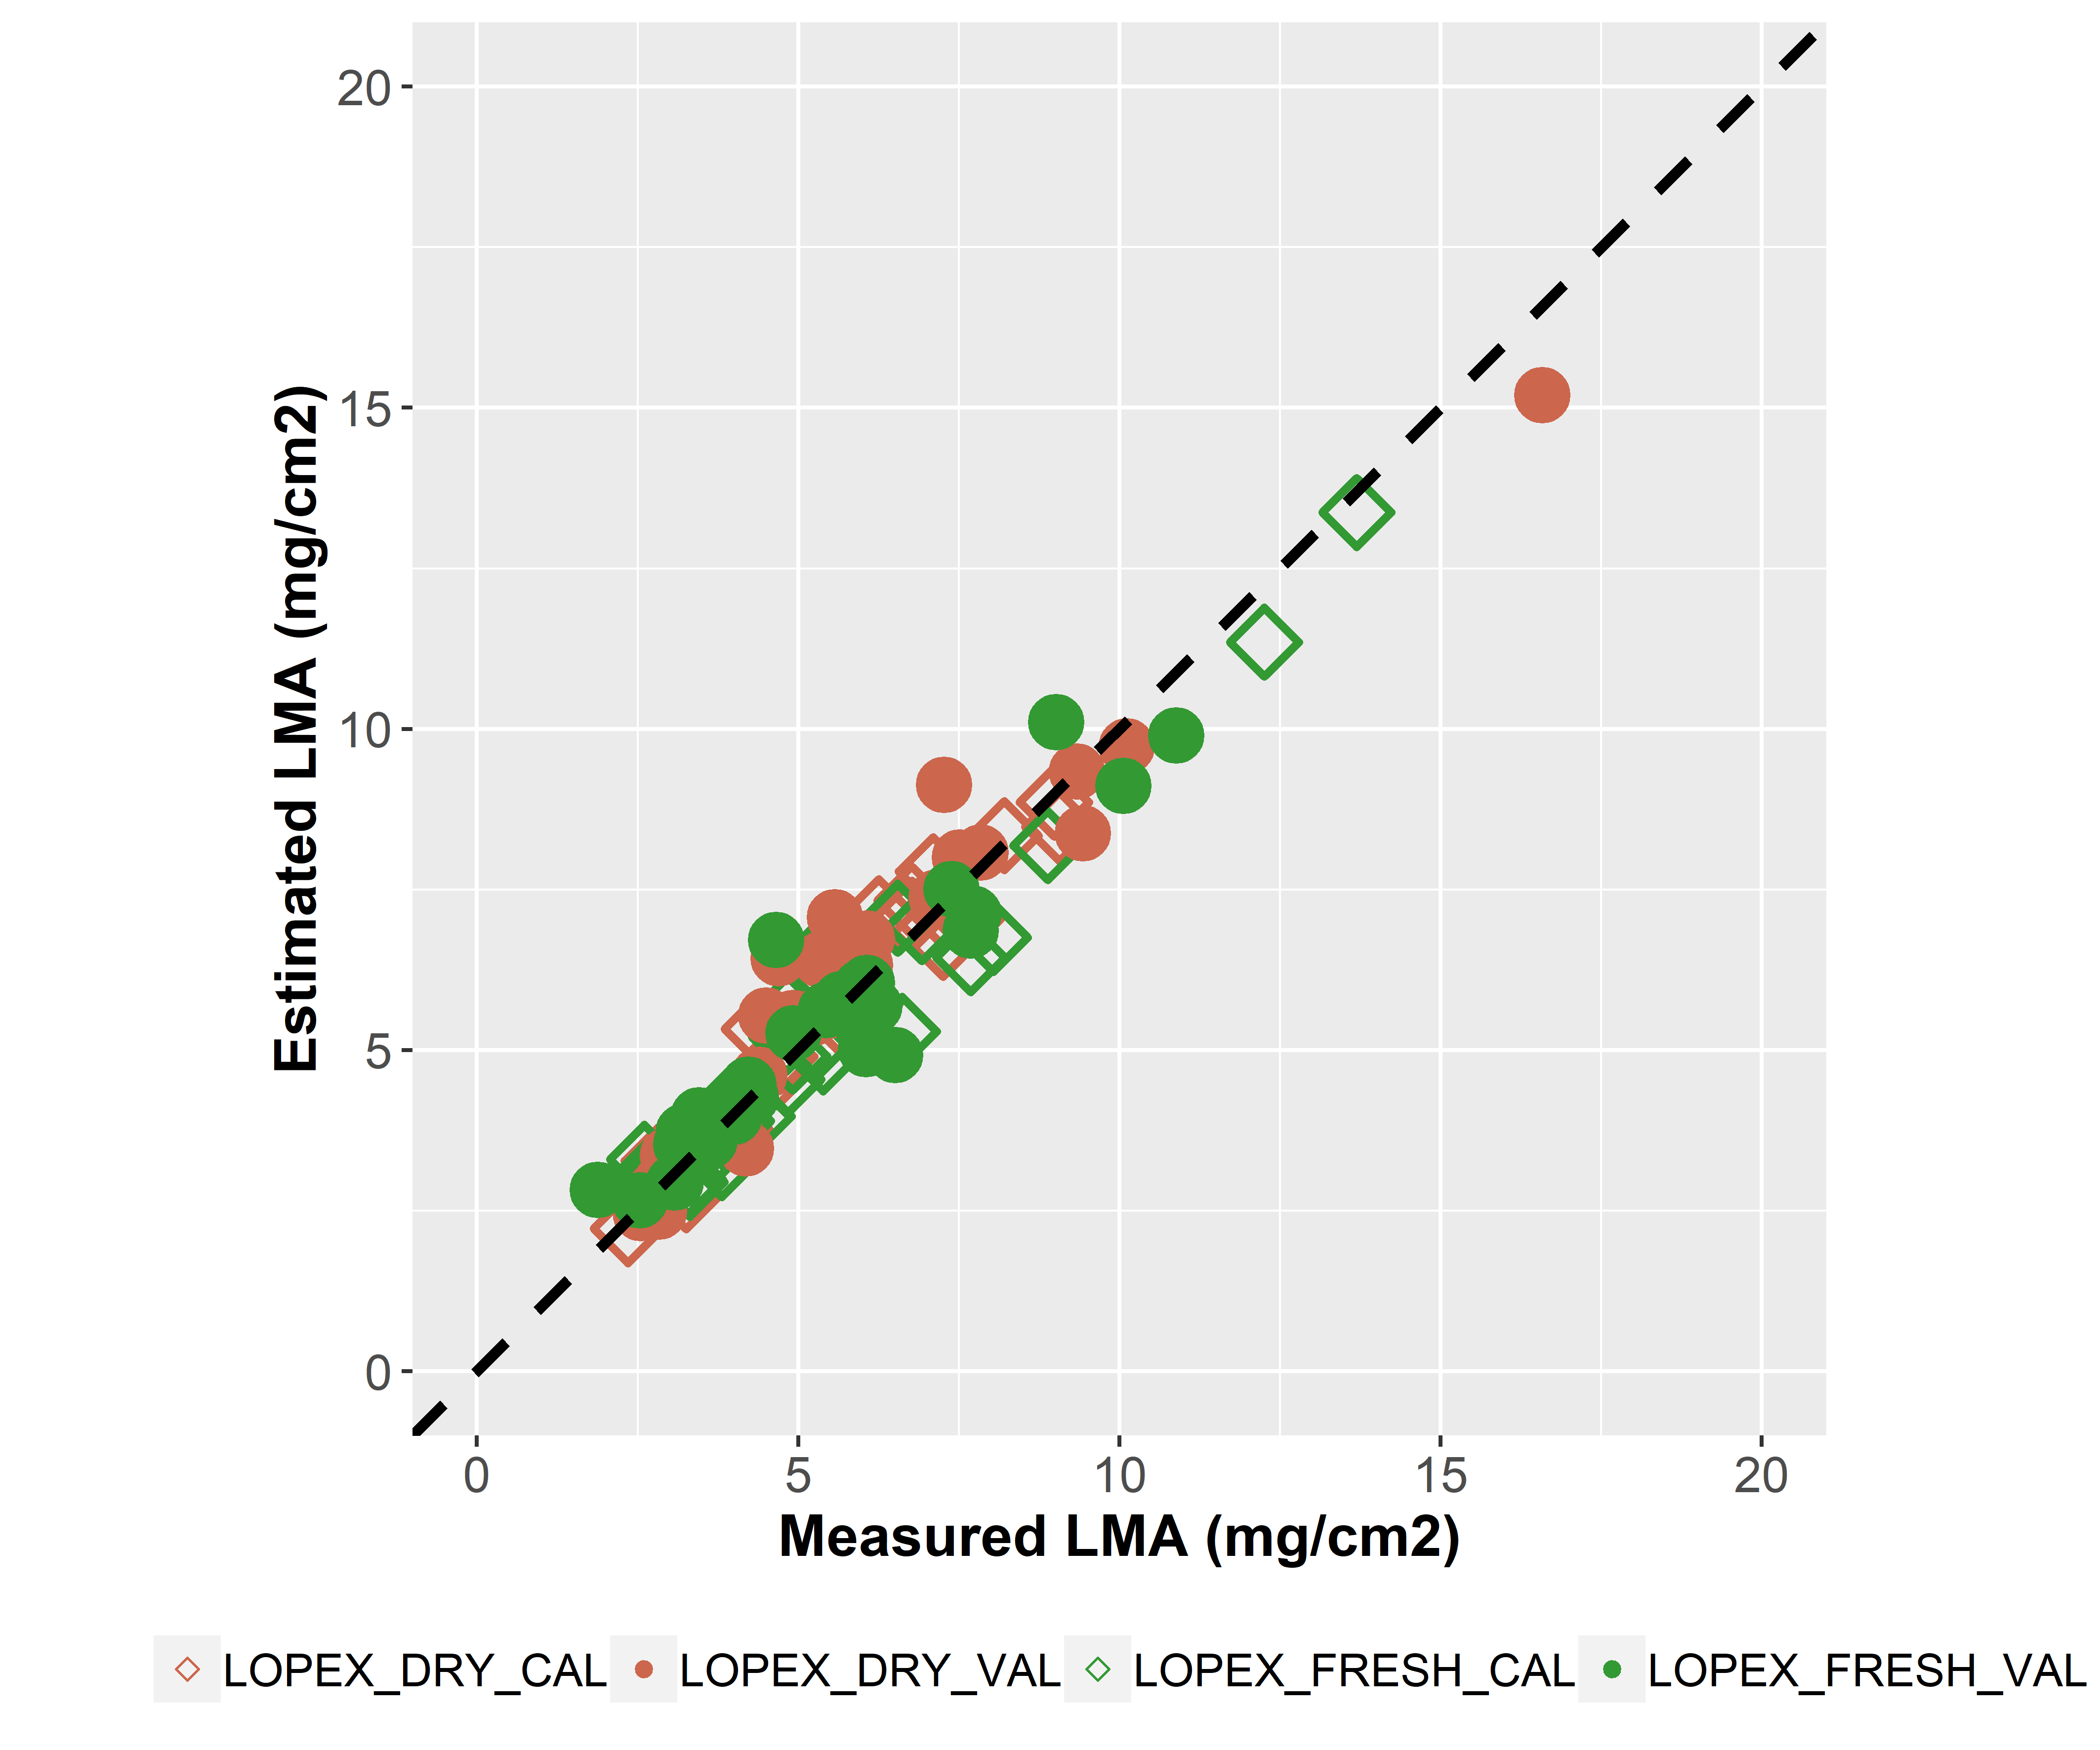 20
15
10
5
0
Estimated LMA (mg/cm2)
0 5 10 15 20
Measured LMA (mg/cm2)
LOPEX_DRY_CAL LOPEX_DRY_VAL LOPEX_FRESH_CAL LOPEX_FRESH_VAL